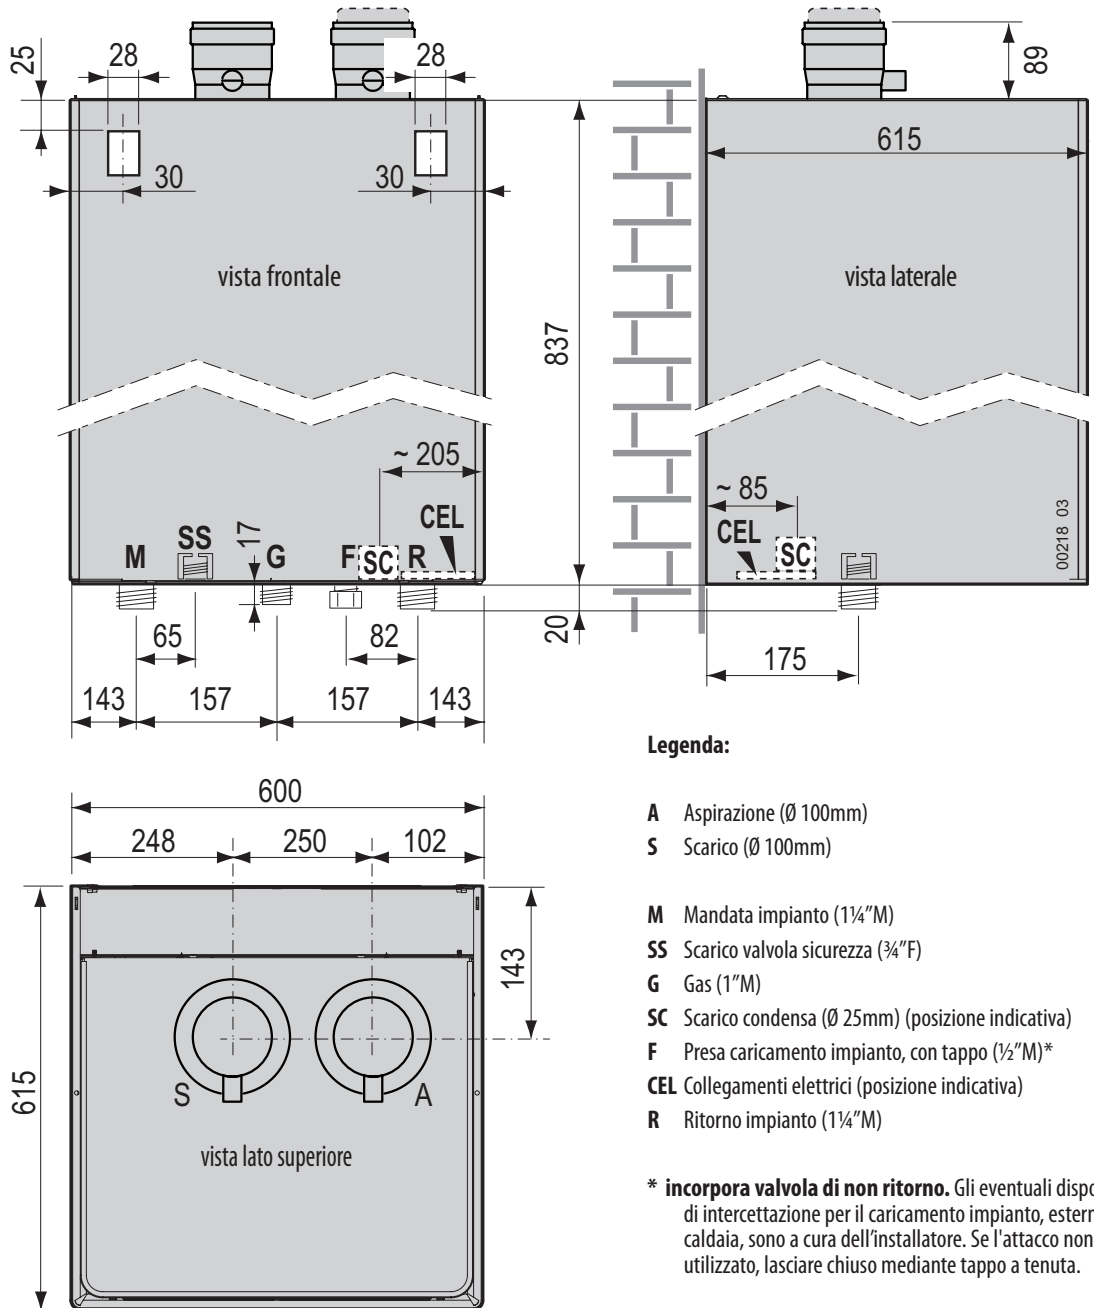 25
28
28
89
30
30
615
vista frontale
vista laterale
837
~ 205
~ 85
CEL
CEL
M
SS
17
G
F
SC
R
SC
00218 03
65
82
20
175
143
157
157
143
600
248
250
102
143
615
S
A
vista lato superiore
Legenda:
A Aspirazione (Ø 100mm)
S Scarico (Ø 100mm)
M Mandata impianto (1¼"M)
SS Scarico valvola sicurezza (¾"F)
G Gas (1"M)
SC Scarico condensa (Ø 25mm) (posizione indicativa)
F Presa caricamento impianto, con tappo (½"M)*
CEL Collegamenti elettrici (posizione indicativa)
R Ritorno impianto (1¼"M)
* incorpora valvola di non ritorno. Gli eventuali
di intercettazione per il caricamento impianto,
caldaia, sono a cura dell'installatore. Se l'attacco non
utilizzato, lasciare chiuso mediante tappo a tenuta.